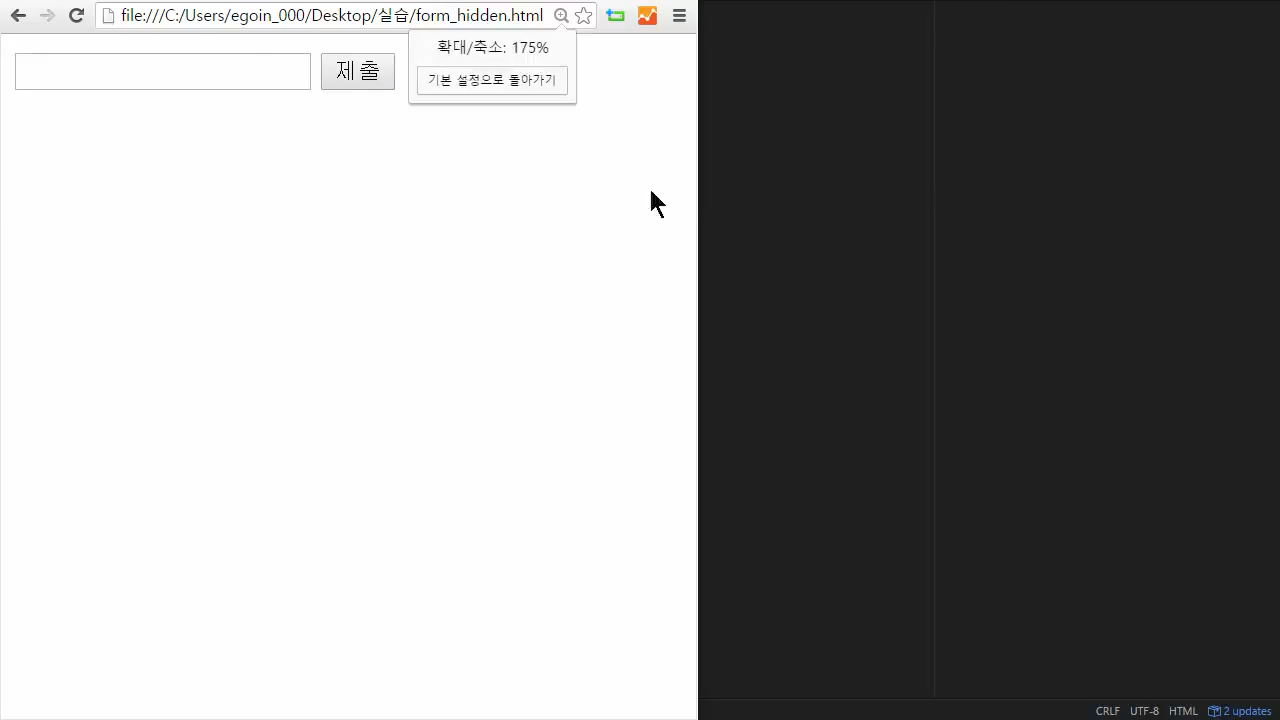 file:///C:/Users/egoin_000/Desktop/실습/form_hidden.html
확대/축소: 175%
기본 설정으로 돌아가기
제출
CRLF UTF-8 HTML 2 updates